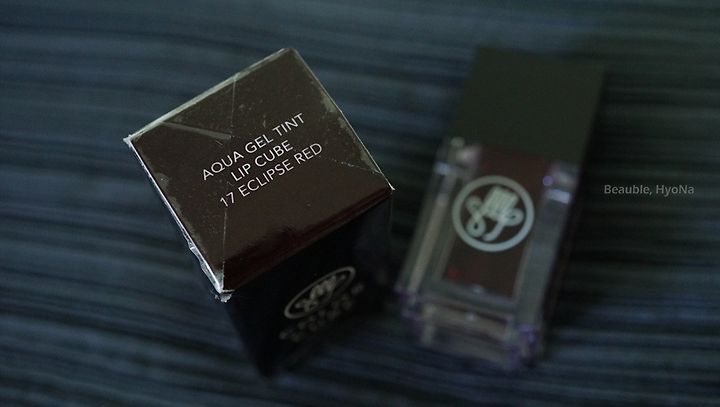 AQUA GEL TINT
LIP CUBE
17 ECLIPSE RED
Beauble, HyoNa